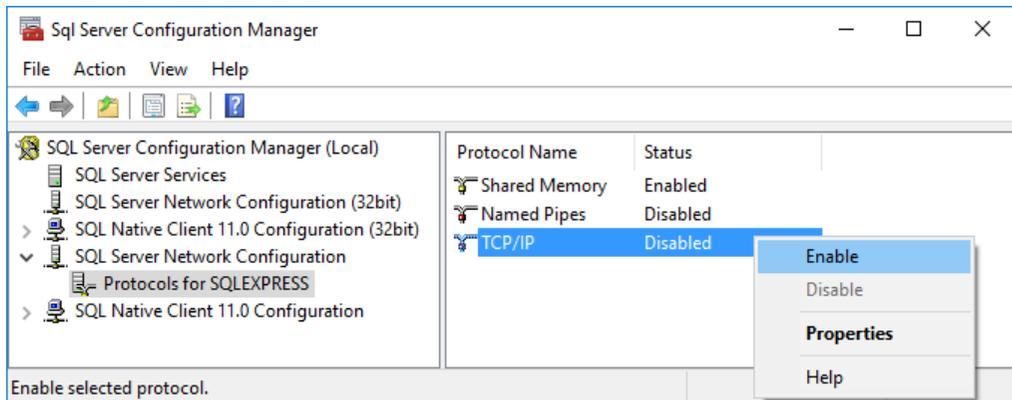 Sql Server Configuration Manager
File Action View Help
SQL Server Configuration Manager (Local)
SQL Server Services
SQL Server Network Configuration (32bit)
SQL Native Client 11.0 Configuration (32bit)
SQL Server Network Configuration
Protocols for SQLEXPRESS
SQL Native Client 11.0 Configuration
Protocol Name Status
Shared Memory Enabled
Named Pipes Disabled
TCP/IP Disabled
Enable
Disable
Properties
Help
Enable selected protocol.